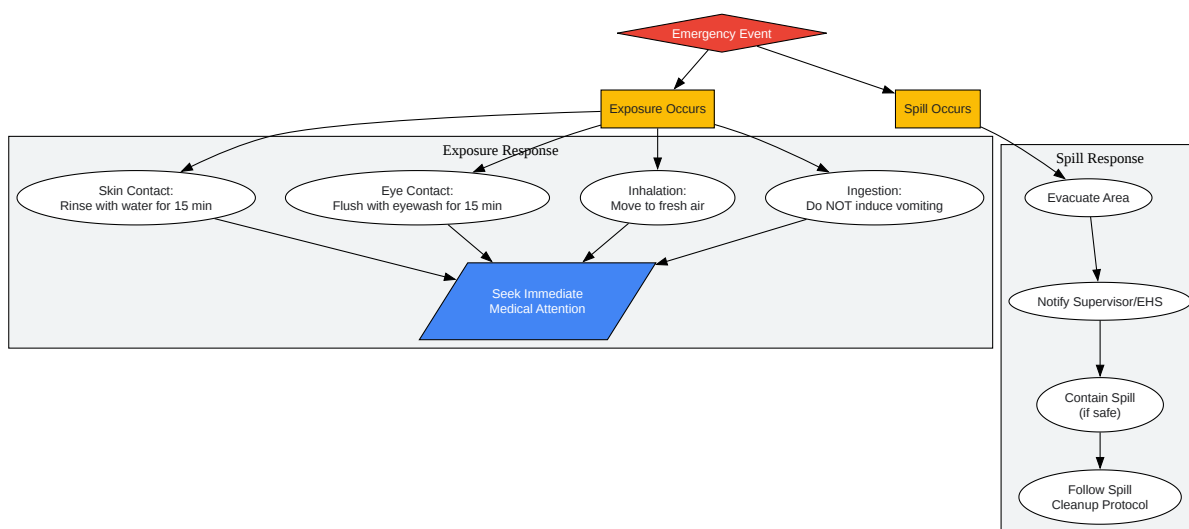 Emergency Event
Exposure Occurs
Spill Occurs
Exposure Response
Spill Response
Skin Contact:
Rinse with water for 15 min
Eye Contact:
Flush with eyewash for 15 min
Inhalation:
Move to fresh air
Ingestion:
Do NOT induce vomiting
Evacuate Area
Seek Immediate
Medical Attention
Notify Supervisor/EHS
Contain Spill
(if safe)
Follow Spill
Cleanup Protocol